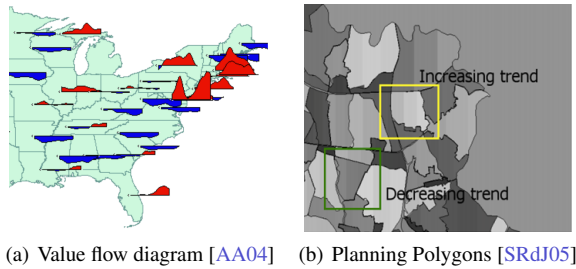 Increasing trend
Decreasing trend
(a) Value flow diagram [AA04]
(b) Planning Polygons [SRdJ05]